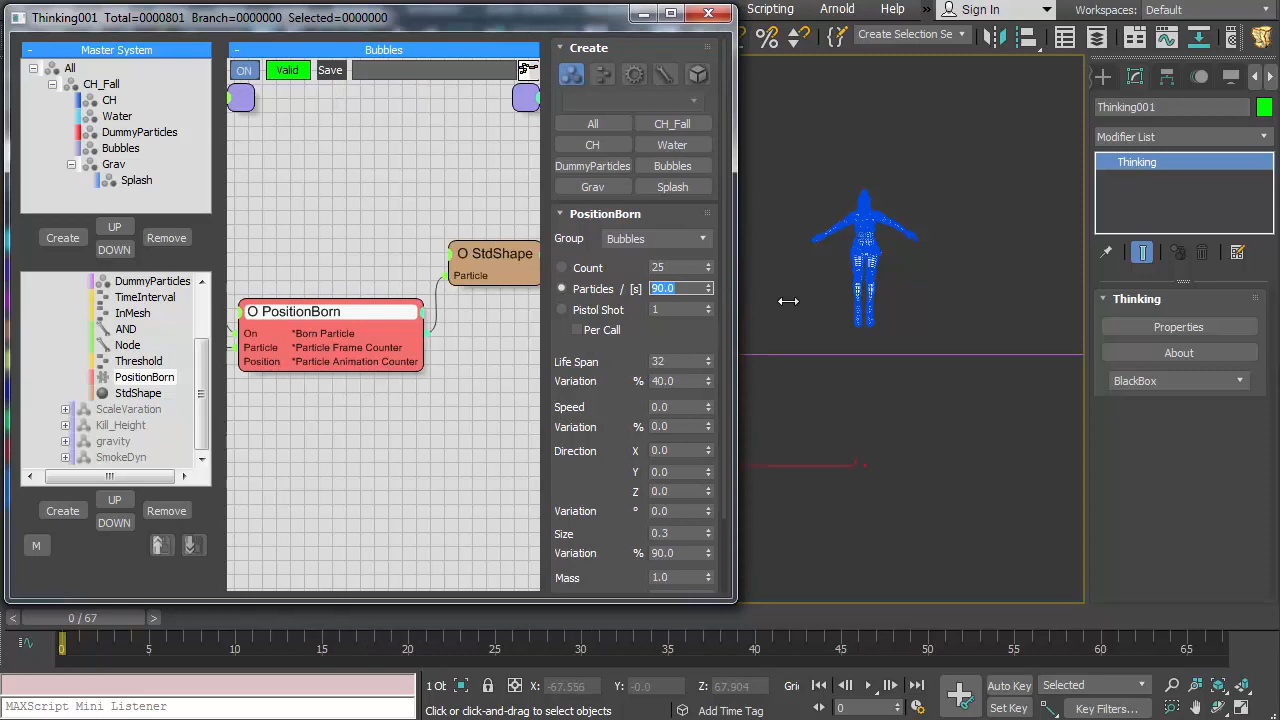 Thinking001 Total=0000801 Branch=0000000 Selected=0000000
Scripting Arnold Help Sign In Workspaces: Default
Create Selection Se
Master System
All
CH_Fall
CH
Water
DummyParticles
Bubbles
Grav
Splash
Create UP DOWN Remove
DummyParticles
TimeInterval
InMesh
AND
Node
Threshold
PositionBorn
StdShape
ScaleVaration
Kill_Height
gravity
SmokeDyn
Create UP DOWN Remove
M
Bubbles
ON Valid Save
O StdShape
Particle
O PositionBorn
On *Born Particle
Particle *Particle Frame Counter
Position *Particle Animation Counter
Create
All CH_Fall
CH Water
DummyParticles Bubbles
Grav Splash
PositionBorn
Group Bubbles
Count 25
Particles / [s] 90.0
Pistol Shot 1
Per Call
Life Span 32
Variation % 40.0
Speed 0.0
Variation % 0.0
Direction X 0.0
Y 0.0
Z 0.0
Variation ° 0.0
Size 0.3
Variation % 90.0
Mass 1.0
Thinking001
Modifier List
Thinking
Thinking
Properties
About
BlackBox
< 0 / 67 >
0 5 10 15 20 25 30 35 40 45 50 55 60 65
MAXScript Mini Listener
1 Ob X: -67.556 Y: -0.0 Z: 67.904 Gri
Click or click-and-drag to select objects Add Time Tag
Auto Key Selected
Set Key Key Filters...
0